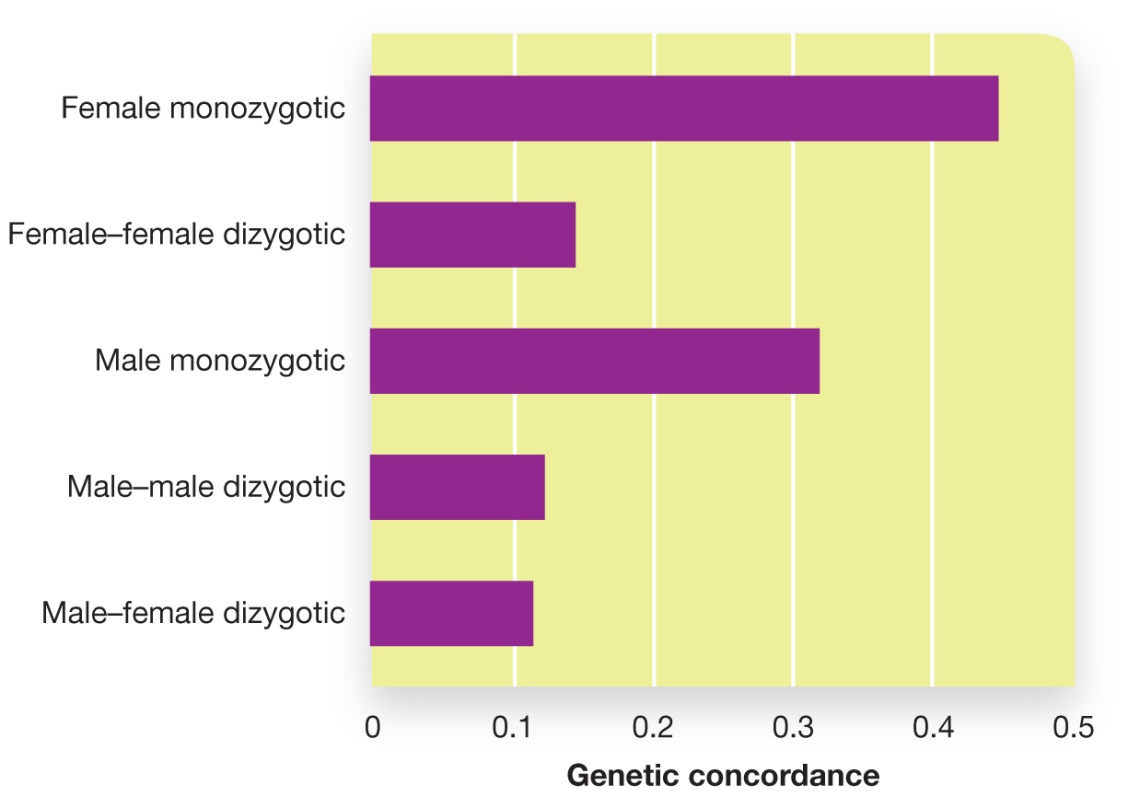 Female monozygotic
Female–female dizygotic
Male monozygotic
Male–male dizygotic
Male–female dizygotic
0 0.1 0.2 0.3 0.4 0.5
Genetic concordance